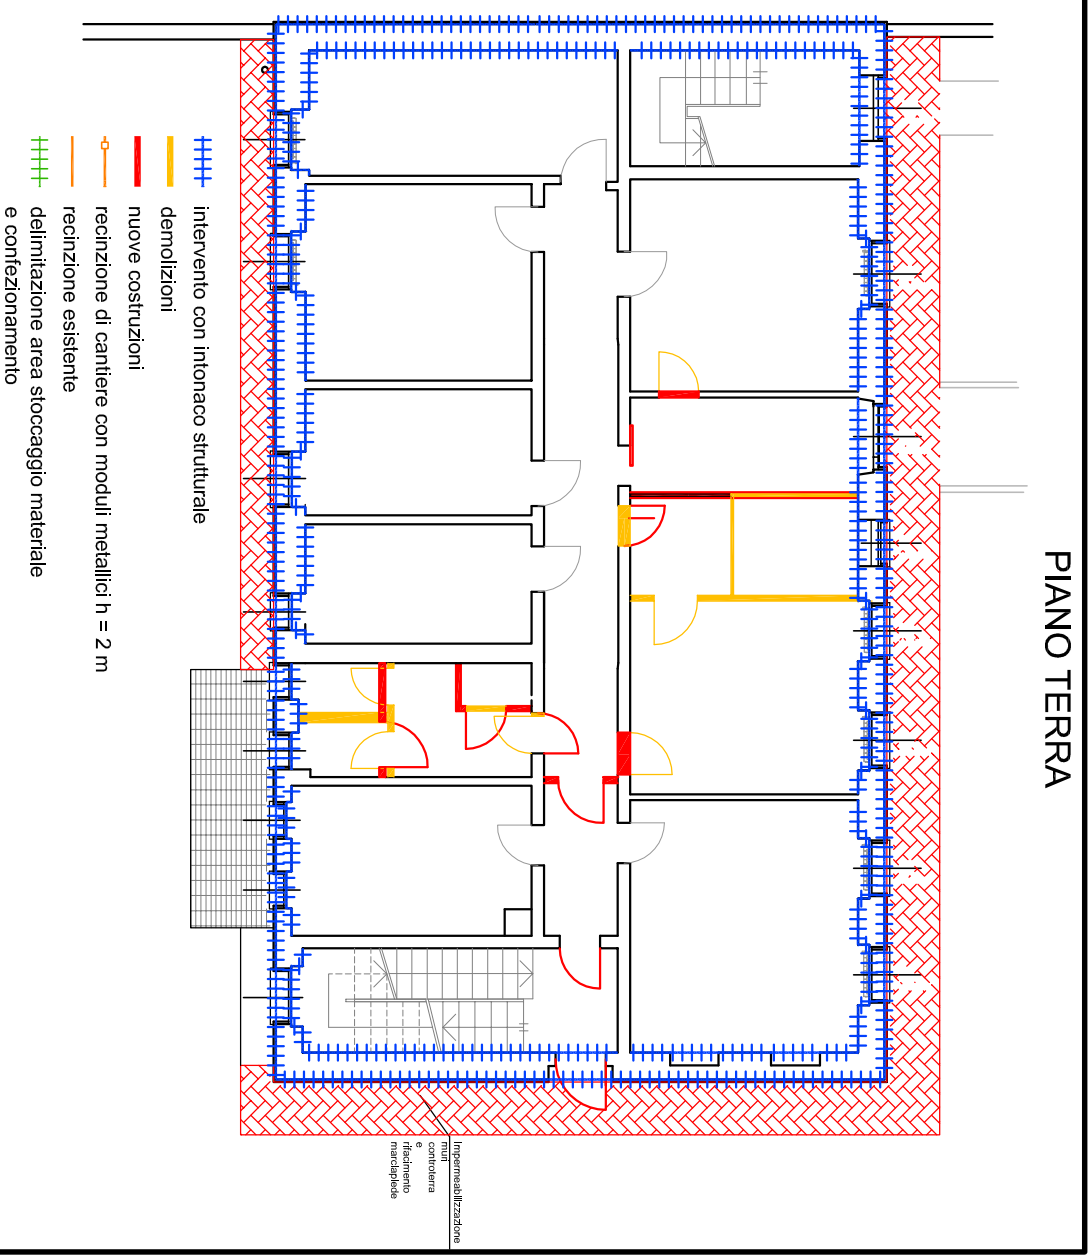 PIANO TERRA
intervento con intonaco strutturale
demolizioni
nuove costruzioni
recinzione di cantiere con moduli metallici h = 2 m
recinzione esistente
delimitazione area stoccaggio materiale
e confezionamento
Impermeabilizzazione
muri
controterra
e
rifacimento
marciapiede